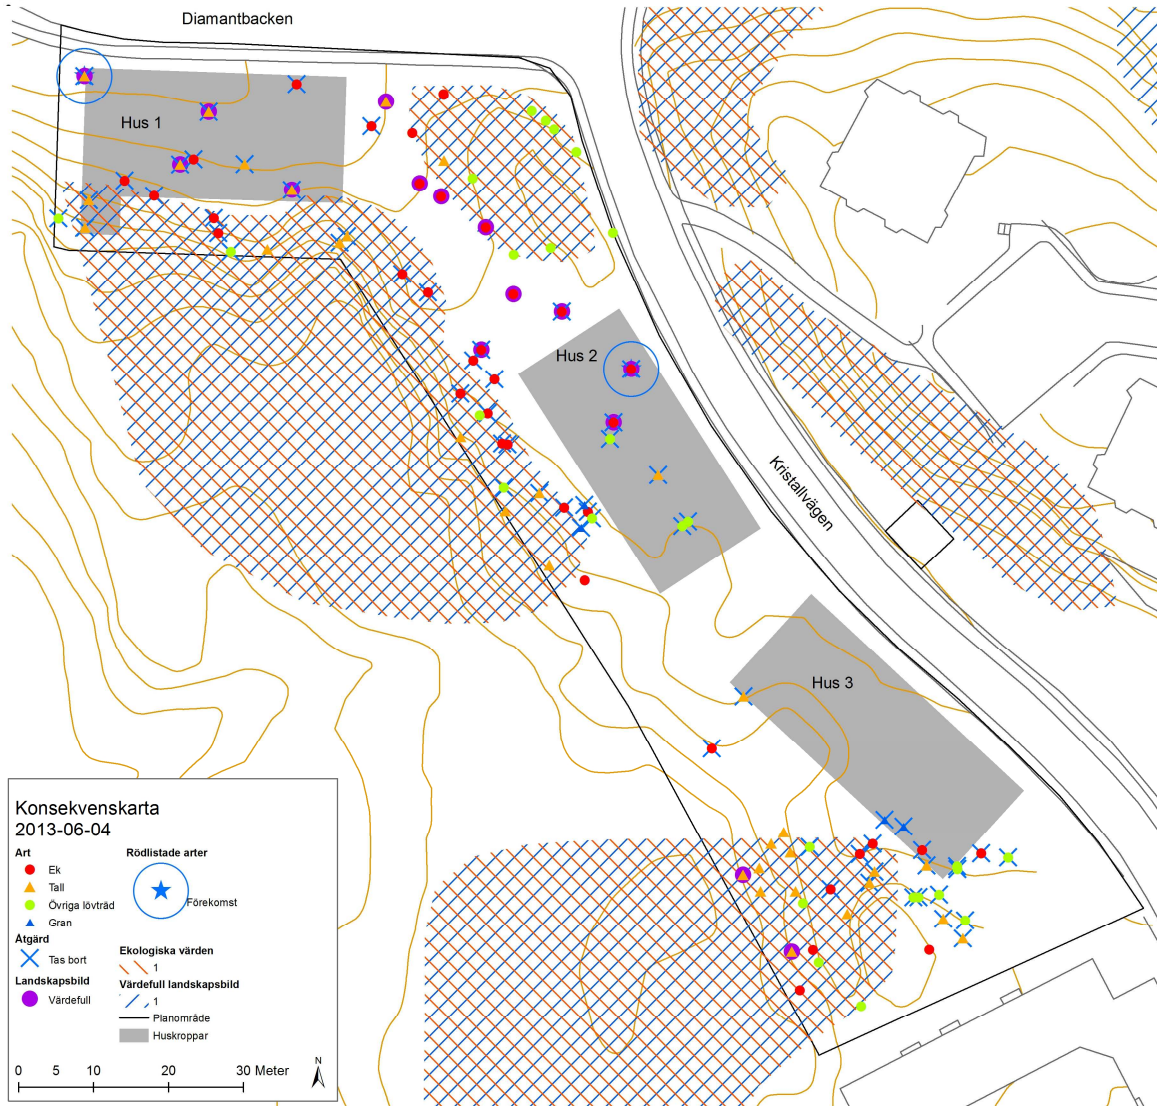 Diamantbacken
Hus 1
Hus 2
Kristallvägen
Hus 3
Konsekvenskarta
2013-06-04
Art
Ek
Tall
Övriga lövträd
Gran
Åtgärd
Tas bort
Landskapsbild
Värdefull
Rödlistade arter
Förekomst
Ekologiska värden
1
Värdefull landskapsbild
1
Planområde
Huskroppar
0 5 10 20 30 Meter
N